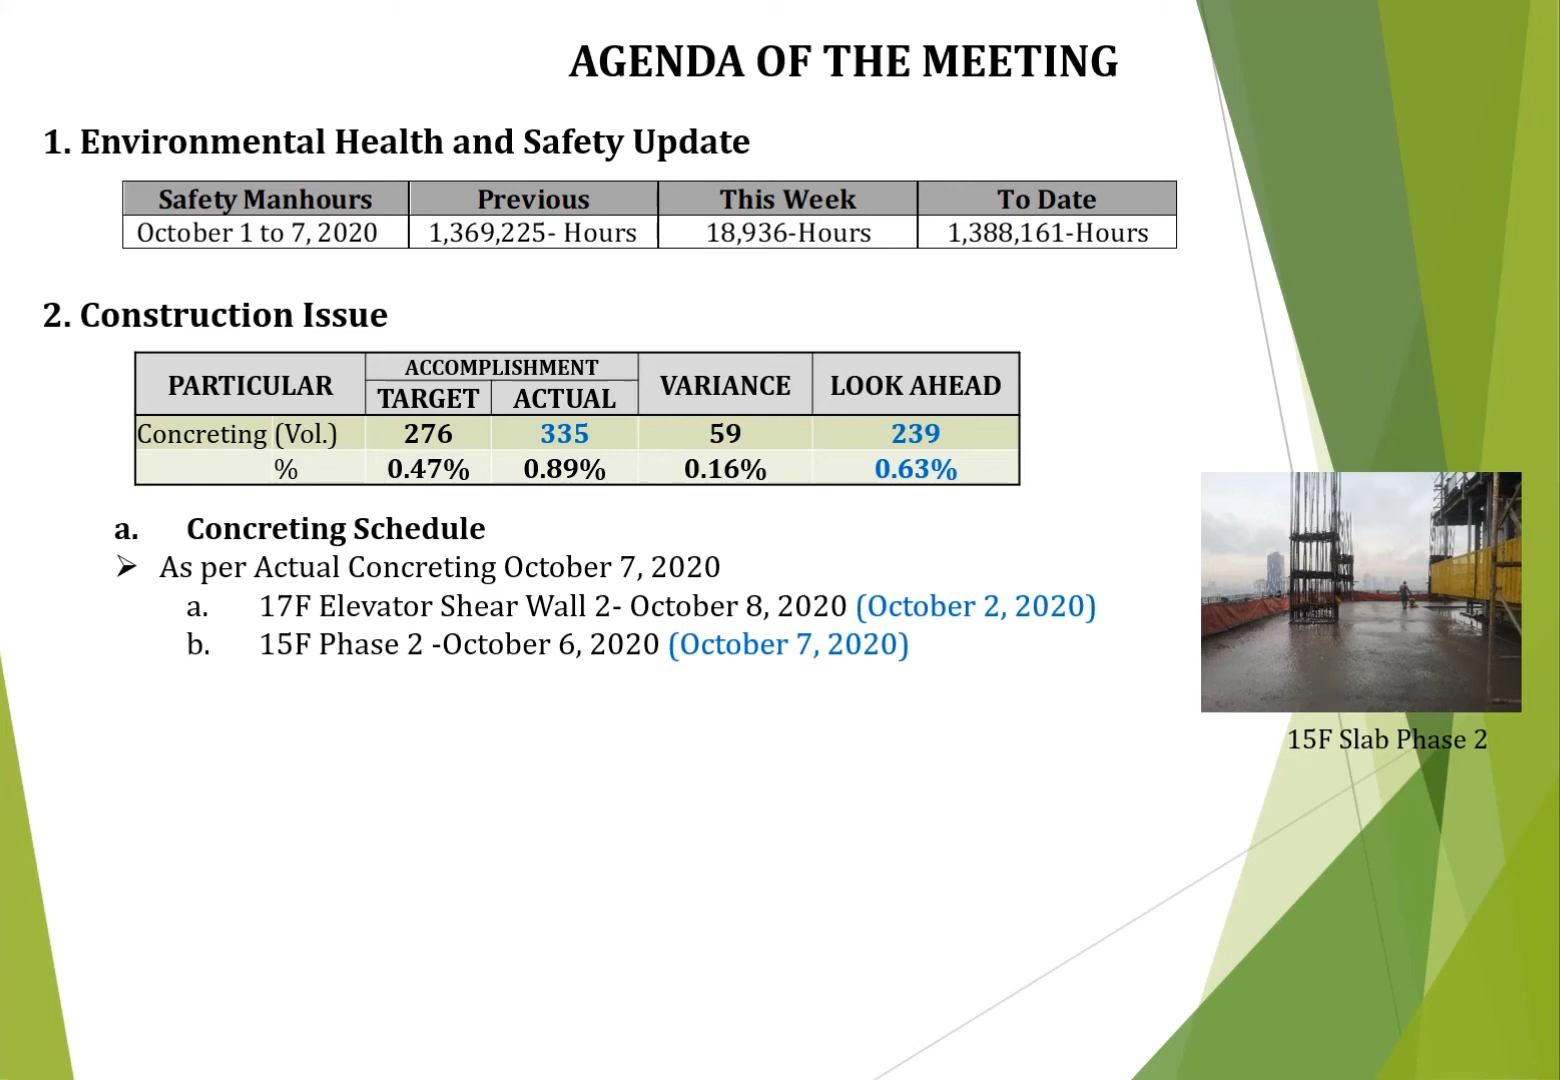 AGENDA OF THE MEETING
1. Environmental Health and Safety Update
Safety Manhours Previous This Week To Date
October 1 to 7, 2020 1,369,225- Hours 18,936-Hours 1,388,161-Hours
2. Construction Issue
PARTICULAR ACCOMPLISHMENT VARIANCE LOOK AHEAD
TARGET ACTUAL
Concreting (Vol.) 276 335 59 239
% 0.47% 0.89% 0.16% 0.63%
a. Concreting Schedule
➢ As per Actual Concreting October 7, 2020
a. 17F Elevator Shear Wall 2- October 8, 2020 (October 2, 2020)
b. 15F Phase 2 -October 6, 2020 (October 7, 2020)
15F Slab Phase 2